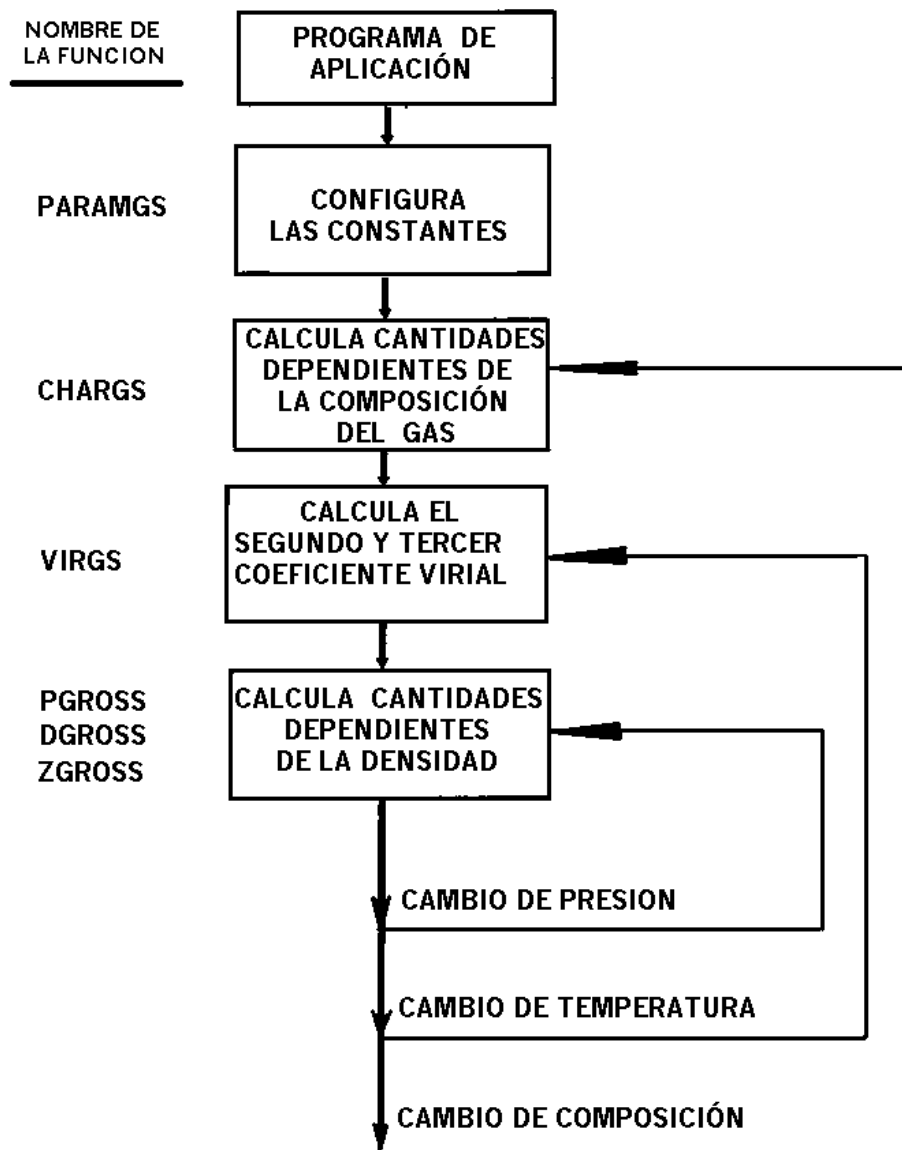 NOMBRE DE
LA FUNCION
PROGRAMA DE
APLICACIÓN
PARAMGS
CONFIGURA
LAS CONSTANTES
CHARGS
CALCULA CANTIDADES
DEPENDIENTES DE
LA COMPOSICIÓN
DEL GAS
VIRGS
CALCULA EL
SEGUNDO Y TERCER
COEFICIENTE VIRIAL
PGROSS
DGROSS
ZGROSS
CALCULA CANTIDADES
DEPENDIENTES
DE LA DENSIDAD
CAMBIO DE PRESION
CAMBIO DE TEMPERATURA
CAMBIO DE COMPOSICIÓN